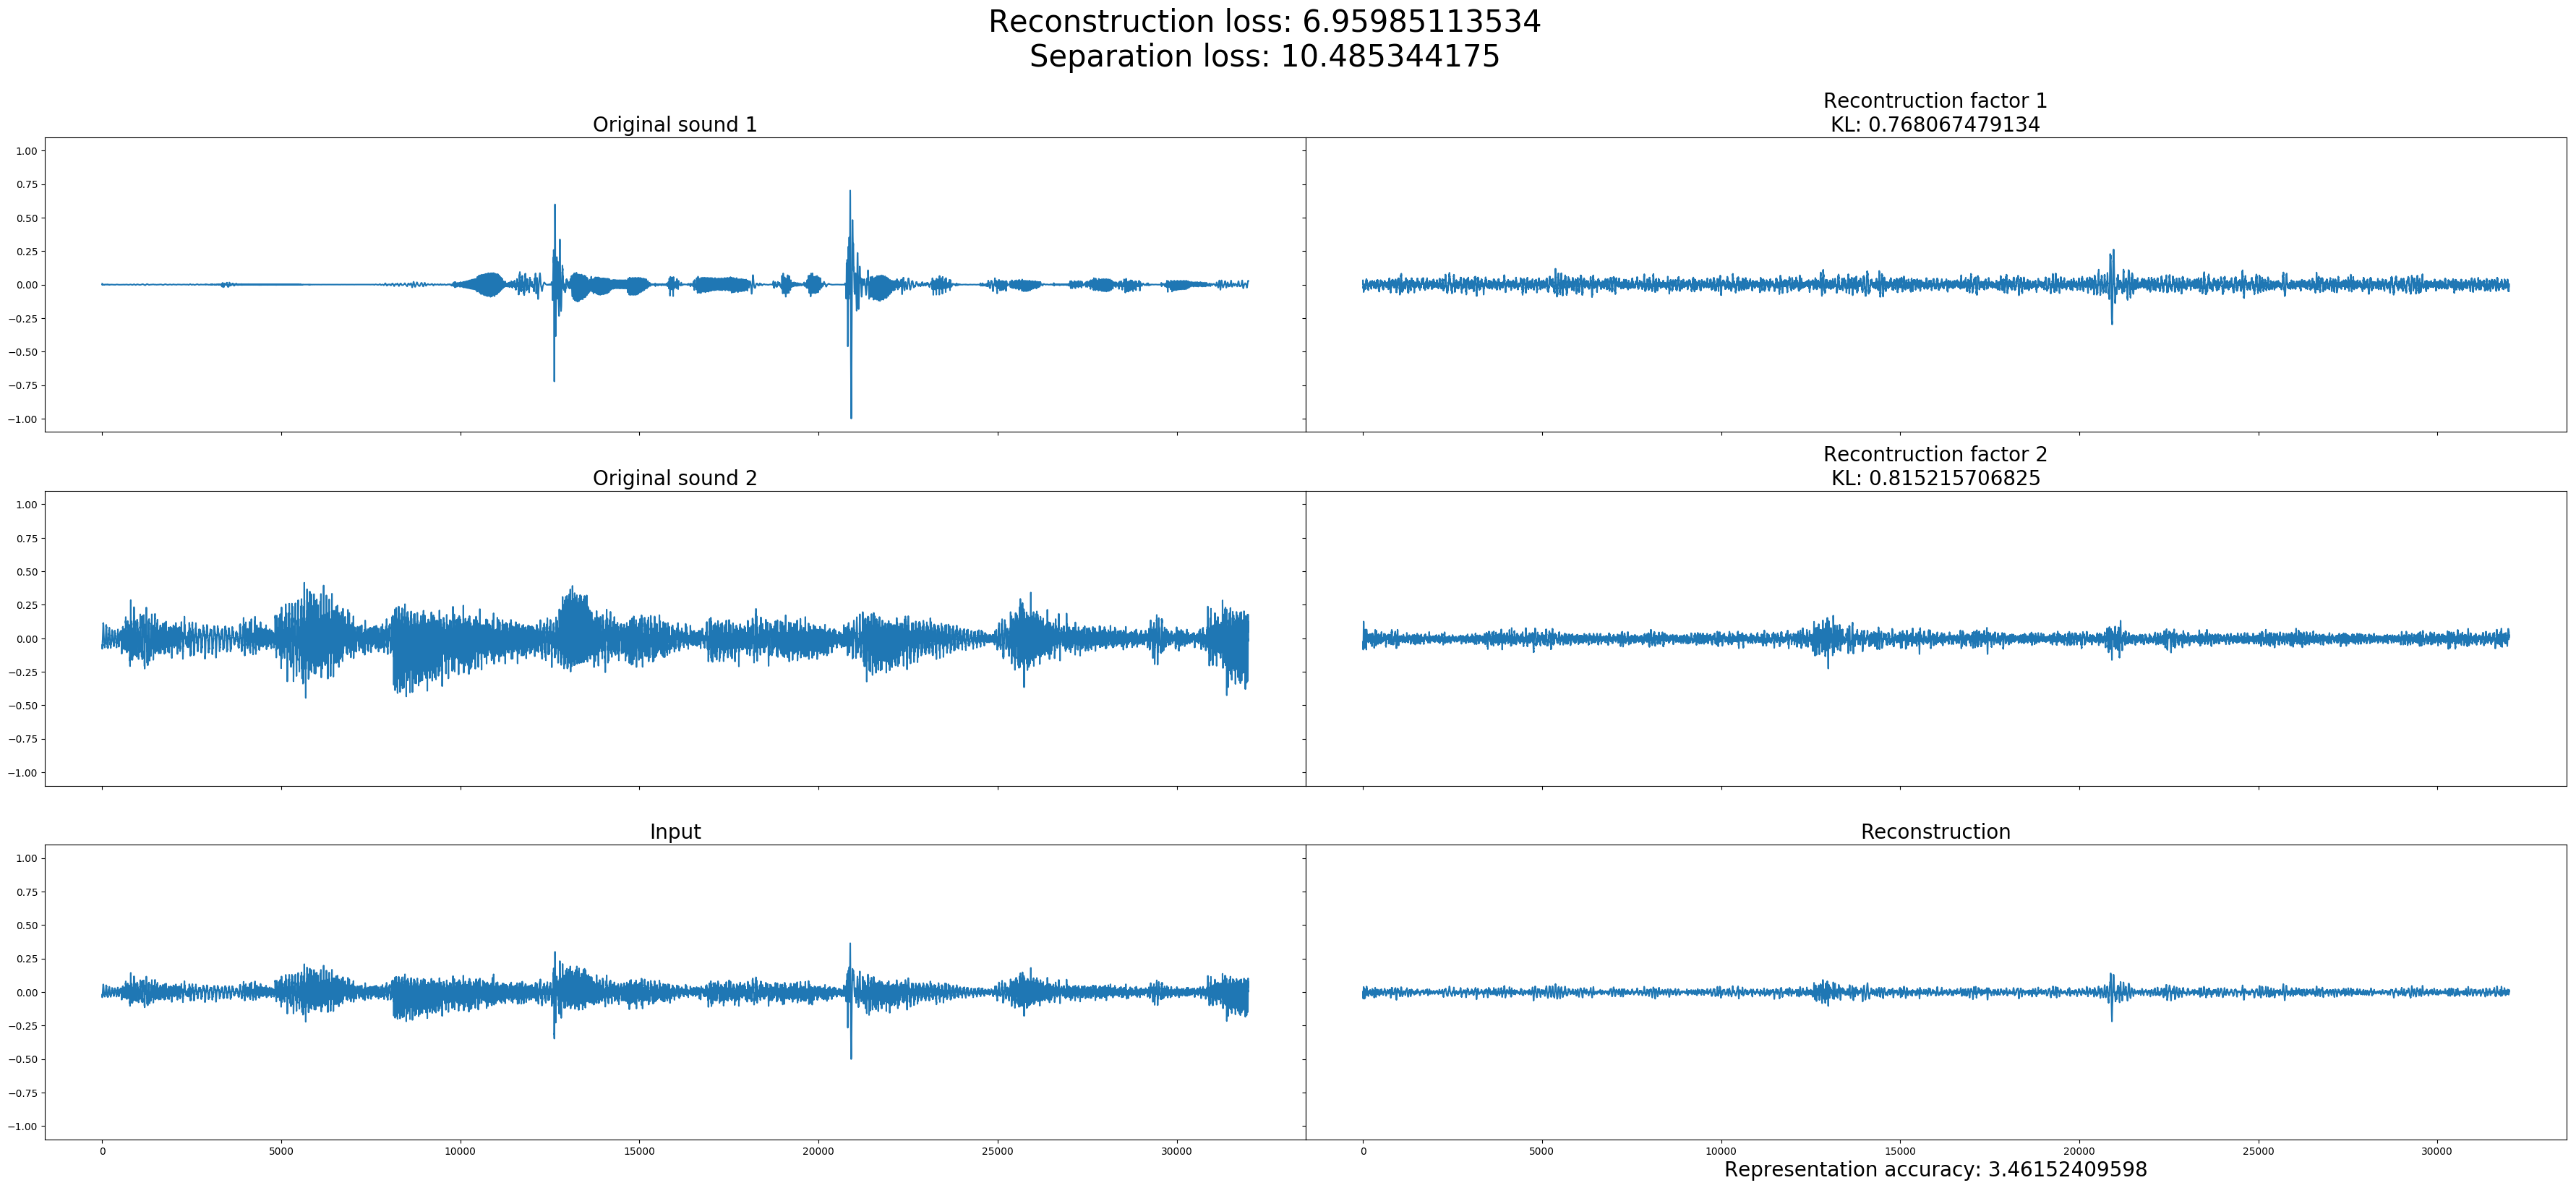 Reconstruction loss: 6.95985113534
Separation loss: 10.485344175
Original sound 1
Recontruction factor 1
KL: 0.768067479134
1.00
0.75
0.50
0.25
0.00
−0.25
−0.50
−0.75
−1.00
Original sound 2
Recontruction factor 2
KL: 0.815215706825
1.00
0.75
0.50
0.25
0.00
−0.25
−0.50
−0.75
−1.00
Input
Reconstruction
1.00
0.75
0.50
0.25
0.00
−0.25
−0.50
−0.75
−1.00
0 5000 10000 15000 20000 25000 30000
0 5000 10000 15000 20000 25000 30000
Representation accuracy: 3.46152409598